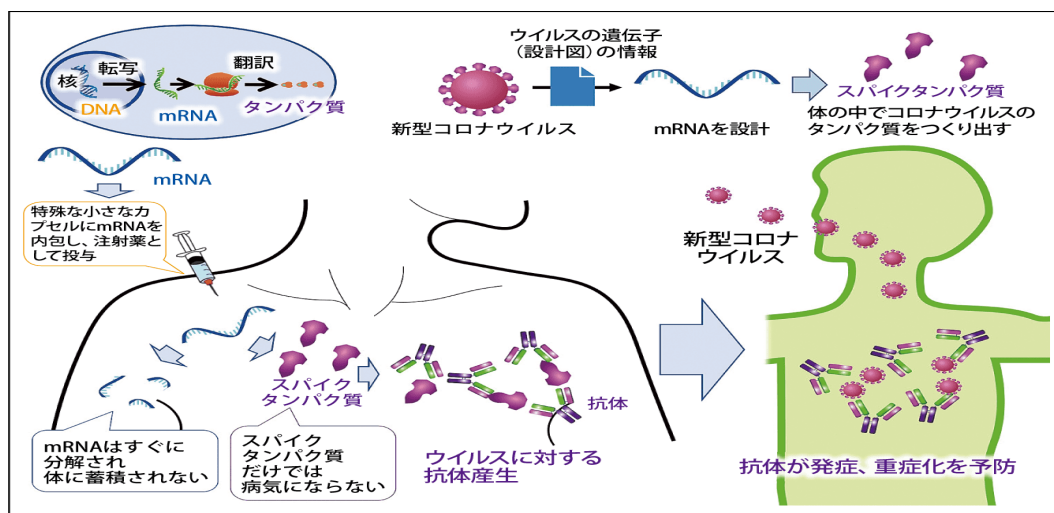 核
転写
翻訳
DNA
mRNA
タンパク質
ウイルスの遺伝子
(設計図)の情報
新型コロナウイルス
mRNAを設計
スパイクタンパク質
体の中でコロナウイルスの
タンパク質をつくり出す
mRNA
特殊な小さなカ
プセルにmRNAを
内包し、注射薬と
して投与
新型コロナ
ウイルス
スパイク
タンパク質
抗体
mRNAはすぐに
分解され
体に蓄積されない
スパイク
タンパク質
だけでは
病気にならない
ウイルスに対する
抗体産生
抗体が発症、重症化を予防